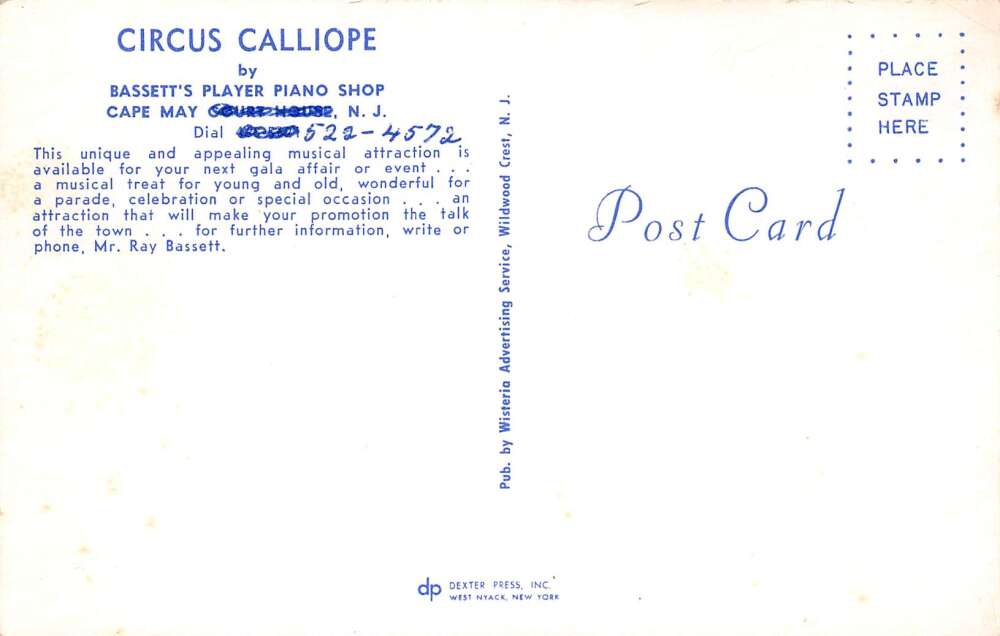 CIRCUS CALLIOPE
by
BASSETT'S PLAYER PIANO SHOP
CAPE MAY COURT HOUSE, N. J.
Dial 522-4572
This unique and appealing musical attraction is
available for your next gala affair or event . . .
a musical treat for young and old, wonderful for
a parade, celebration or special occasion . . . an
attraction that will make your promotion the talk
of the town . . . for further information, write or
phone, Mr. Ray Bassett.
Pub. by Wisteria Advertising Service, Wildwood Crest, N. J.
PLACE
STAMP
HERE
Post Card
dp DEXTER PRESS, INC.
WEST NYACK, NEW YORK